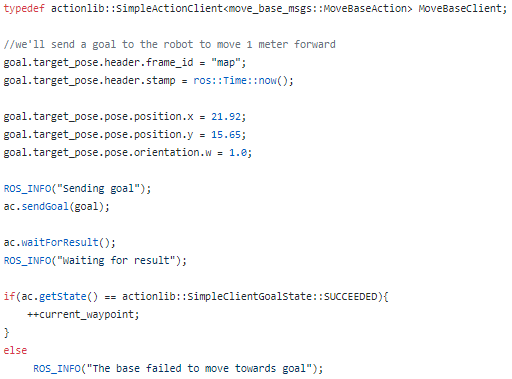 typedef actionlib::SimpleActionClient<move_base_msgs::MoveBaseAction> MoveBaseClient;
//we'll send a goal to the robot to move 1 meter forward
goal.target_pose.header.frame_id = "map";
goal.target_pose.header.stamp = ros::Time::now();
goal.target_pose.pose.position.x = 21.92;
goal.target_pose.pose.position.y = 15.65;
goal.target_pose.pose.orientation.w = 1.0;
ROS_INFO("Sending goal");
ac.sendGoal(goal);
ac.waitForResult();
ROS_INFO("Waiting for result");
if(ac.getState() == actionlib::SimpleClientGoalState::SUCCEEDED){
++current_waypoint;
}
else
ROS_INFO("The base failed to move towards goal");